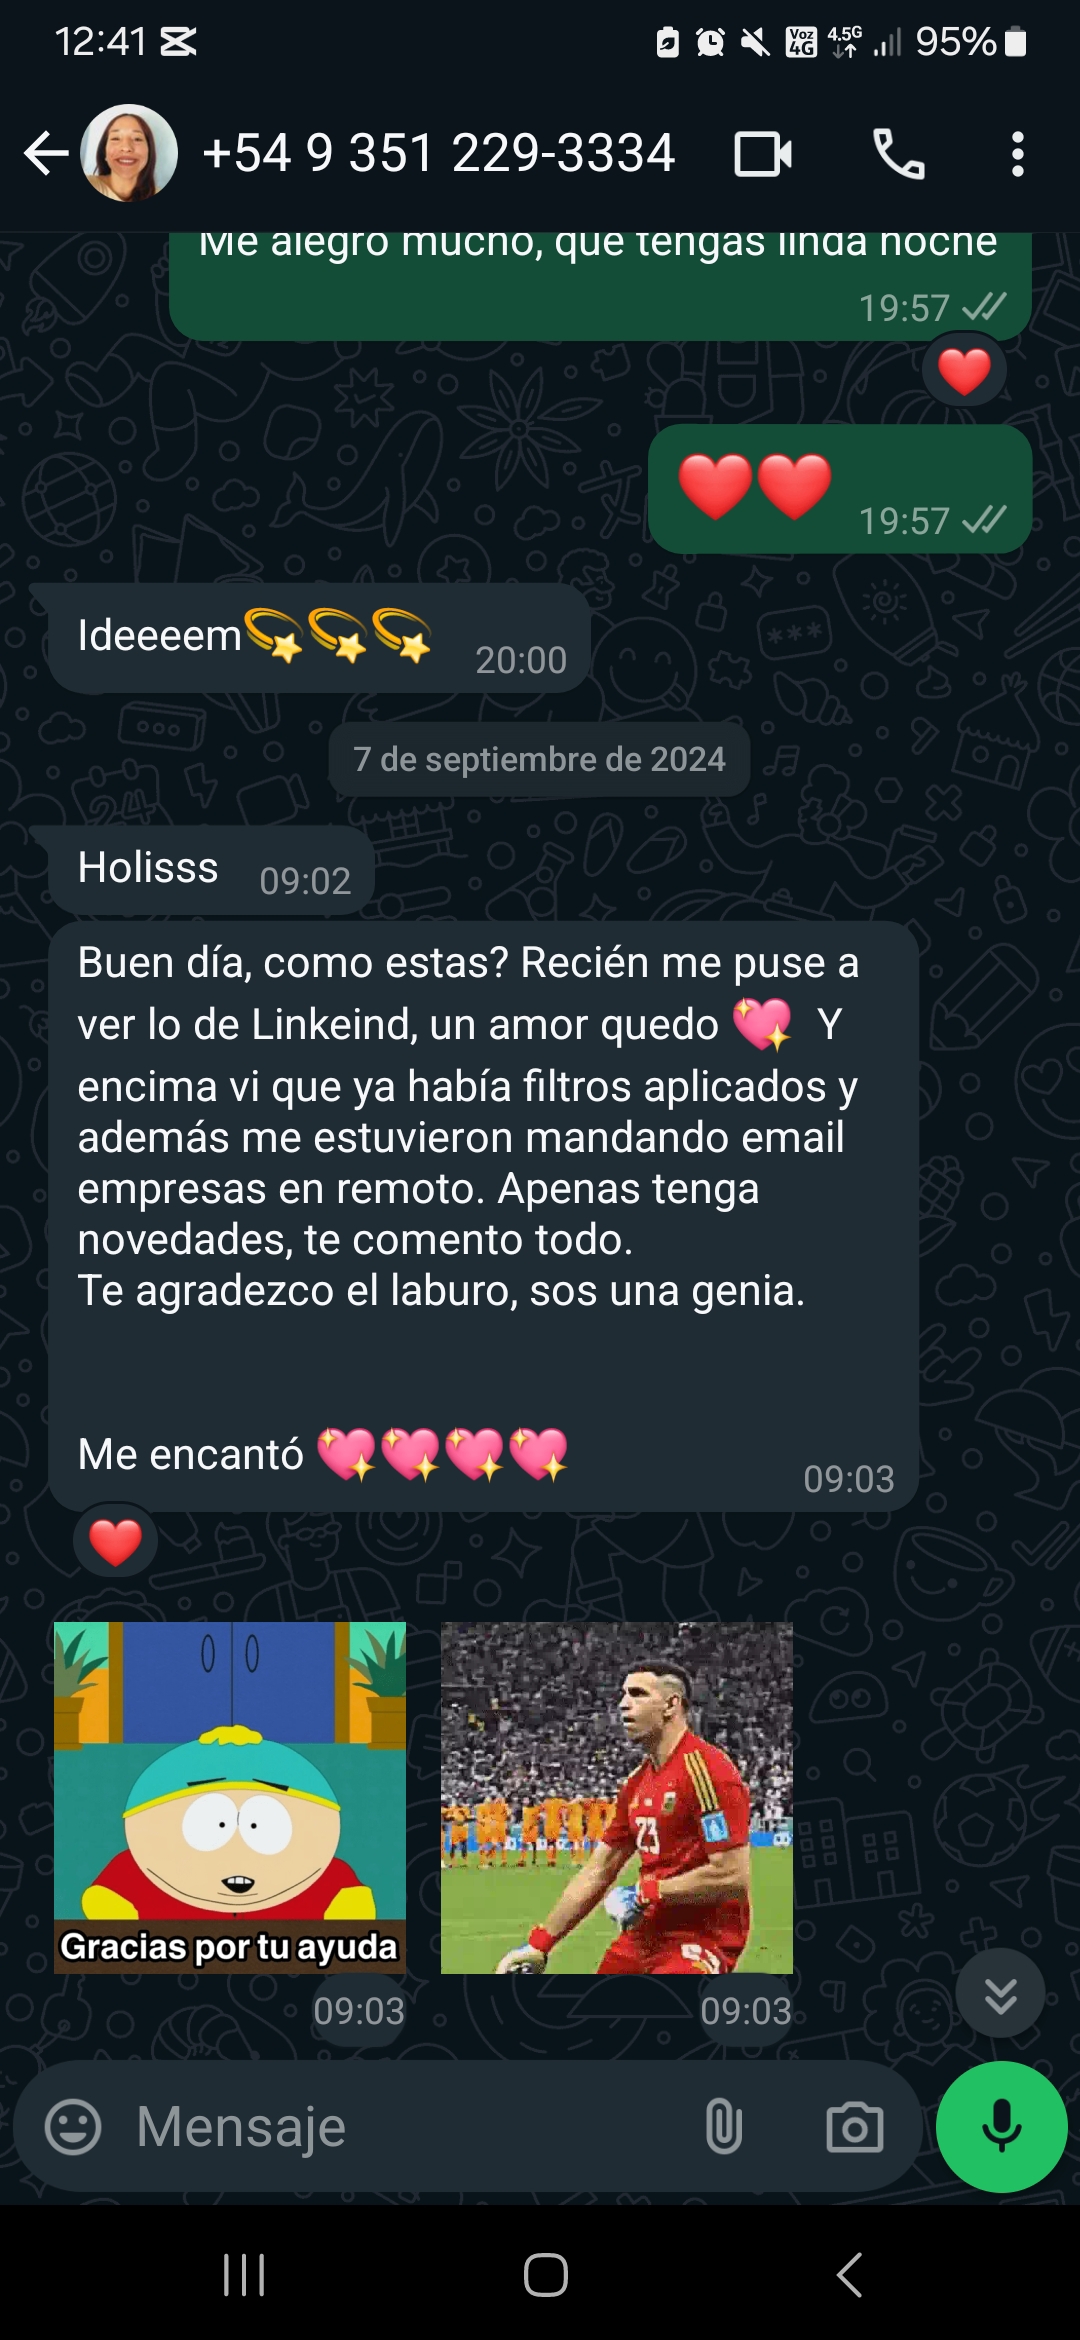 12:41
Voz 4G 4.5G 95%
+54 9 351 229-3334
Me alegro mucho, que tengas linda noche
19:57
❤️
❤️❤️ 19:57
Ideeeem💫💫💫 20:00
7 de septiembre de 2024
Holisss 09:02
Buen día, como estas? Recién me puse a
ver lo de Linkeind, un amor quedo 💖 Y
encima vi que ya había filtros aplicados y
además me estuvieron mandando email
empresas en remoto. Apenas tenga
novedades, te comento todo.
Te agradezco el laburo, sos una genia.
Me encantó 💖💖💖💖
09:03
❤️
23
Gracias por tu ayuda
09:03 09:03
Mensaje